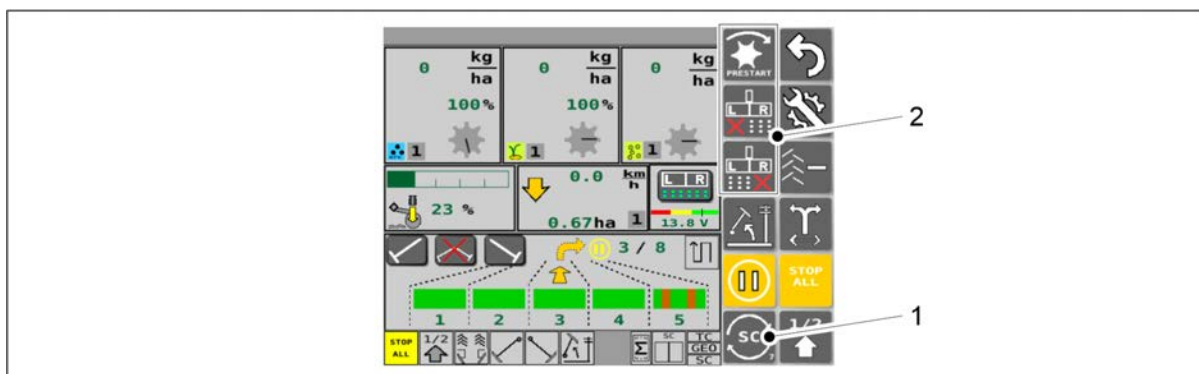 0 kg/ha
100%
1
0 kg/ha
100%
1
0 kg/ha
1
PRESTART
L R
L R
2
23 %
0.0 km/h
0.67ha 1
L R
13.8 V
3 / 8
STOP ALL
1 2 3 4 5
SC
1/2
1
STOP ALL
1/2
Σ
SC
TC
GEO
SC